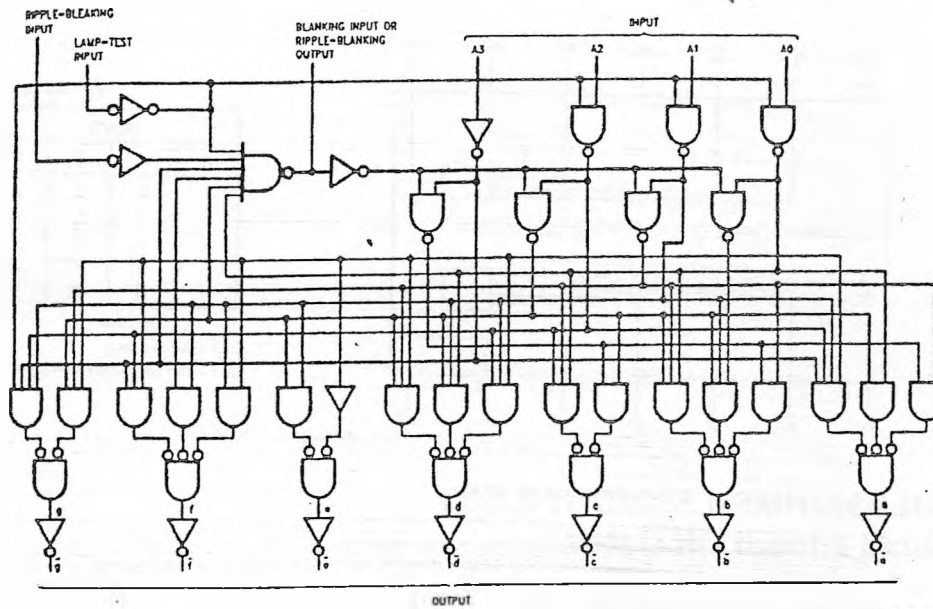 RIPPLE-BLEAKING
INPUT
LAMP-TEST
INPUT
BLANKING INPUT OR
RIPPLE-BLANKING
OUTPUT
INPUT
A3 A2 A1 A0
g f e d c b a
g f e d c b a
OUTPUT